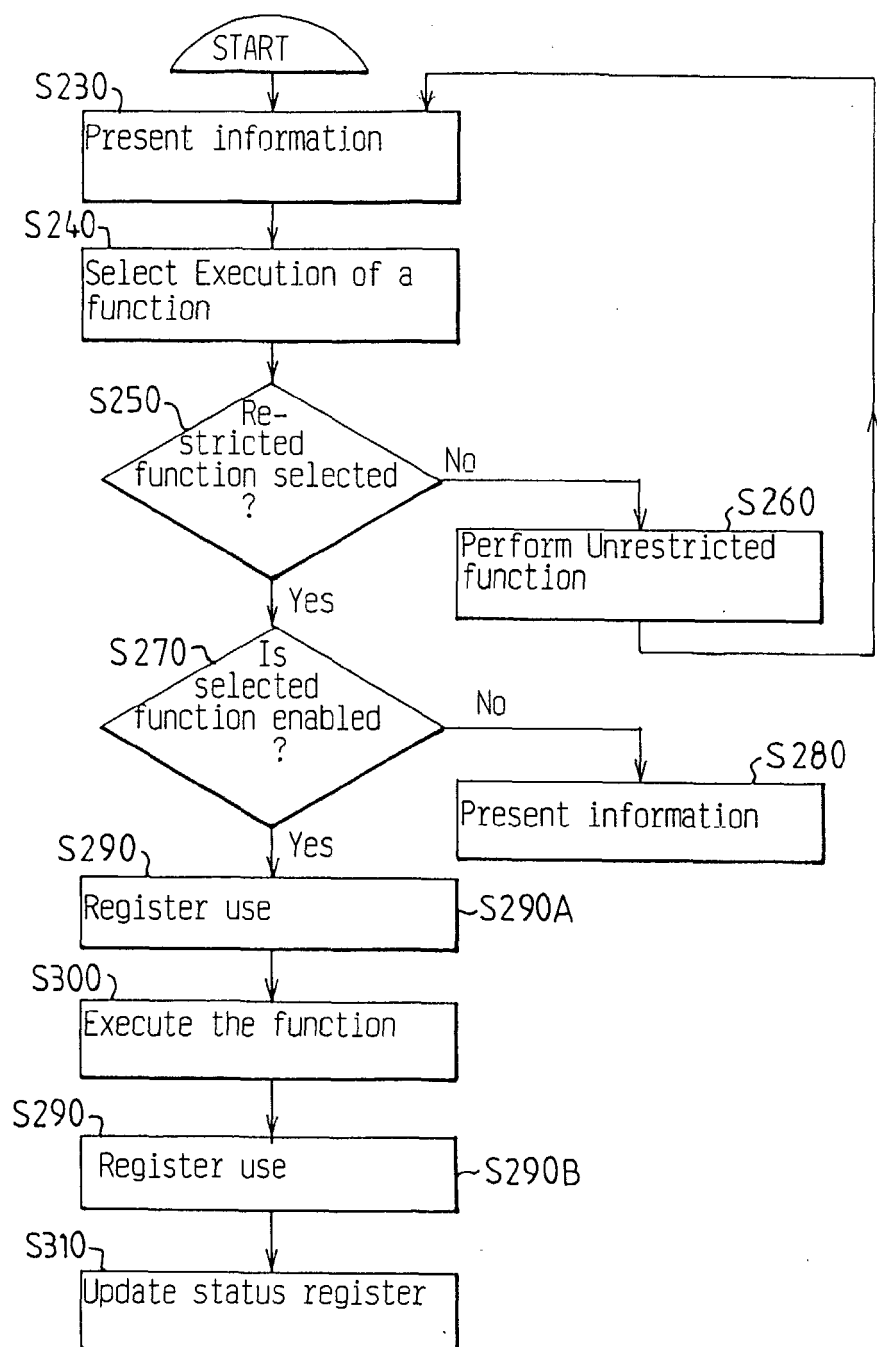 START
S230
Present information
S240
Select Execution of a
function
S250
Re-
stricted
function selected
?
No
S260
Perform Unrestricted
function
Yes
S270
Is
selected
function enabled
?
No
S280
Present information
Yes
S290
Register use
S290A
S300
Execute the function
S290
Register use
S290B
S310
Update status register